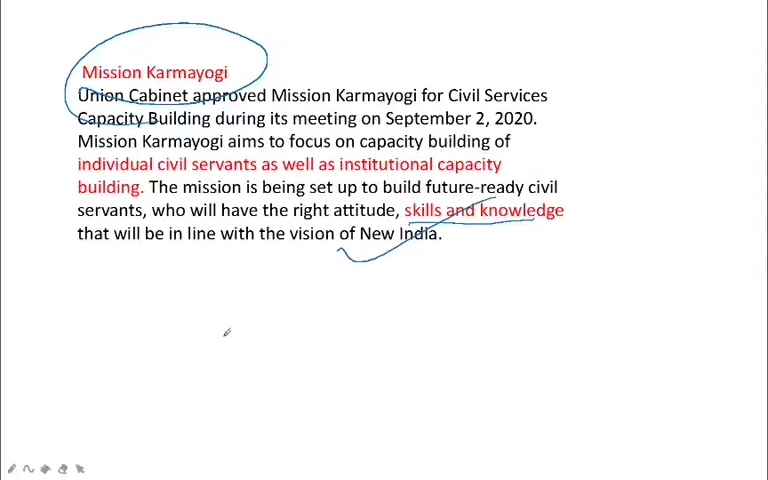 Mission Karmayogi
Union Cabinet approved Mission Karmayogi for Civil Services
Capacity Building during its meeting on September 2, 2020.
Mission Karmayogi aims to focus on capacity building of
individual civil servants as well as institutional capacity
building. The mission is being set up to build future-ready civil
servants, who will have the right attitude, skills and knowledge
that will be in line with the vision of New India.